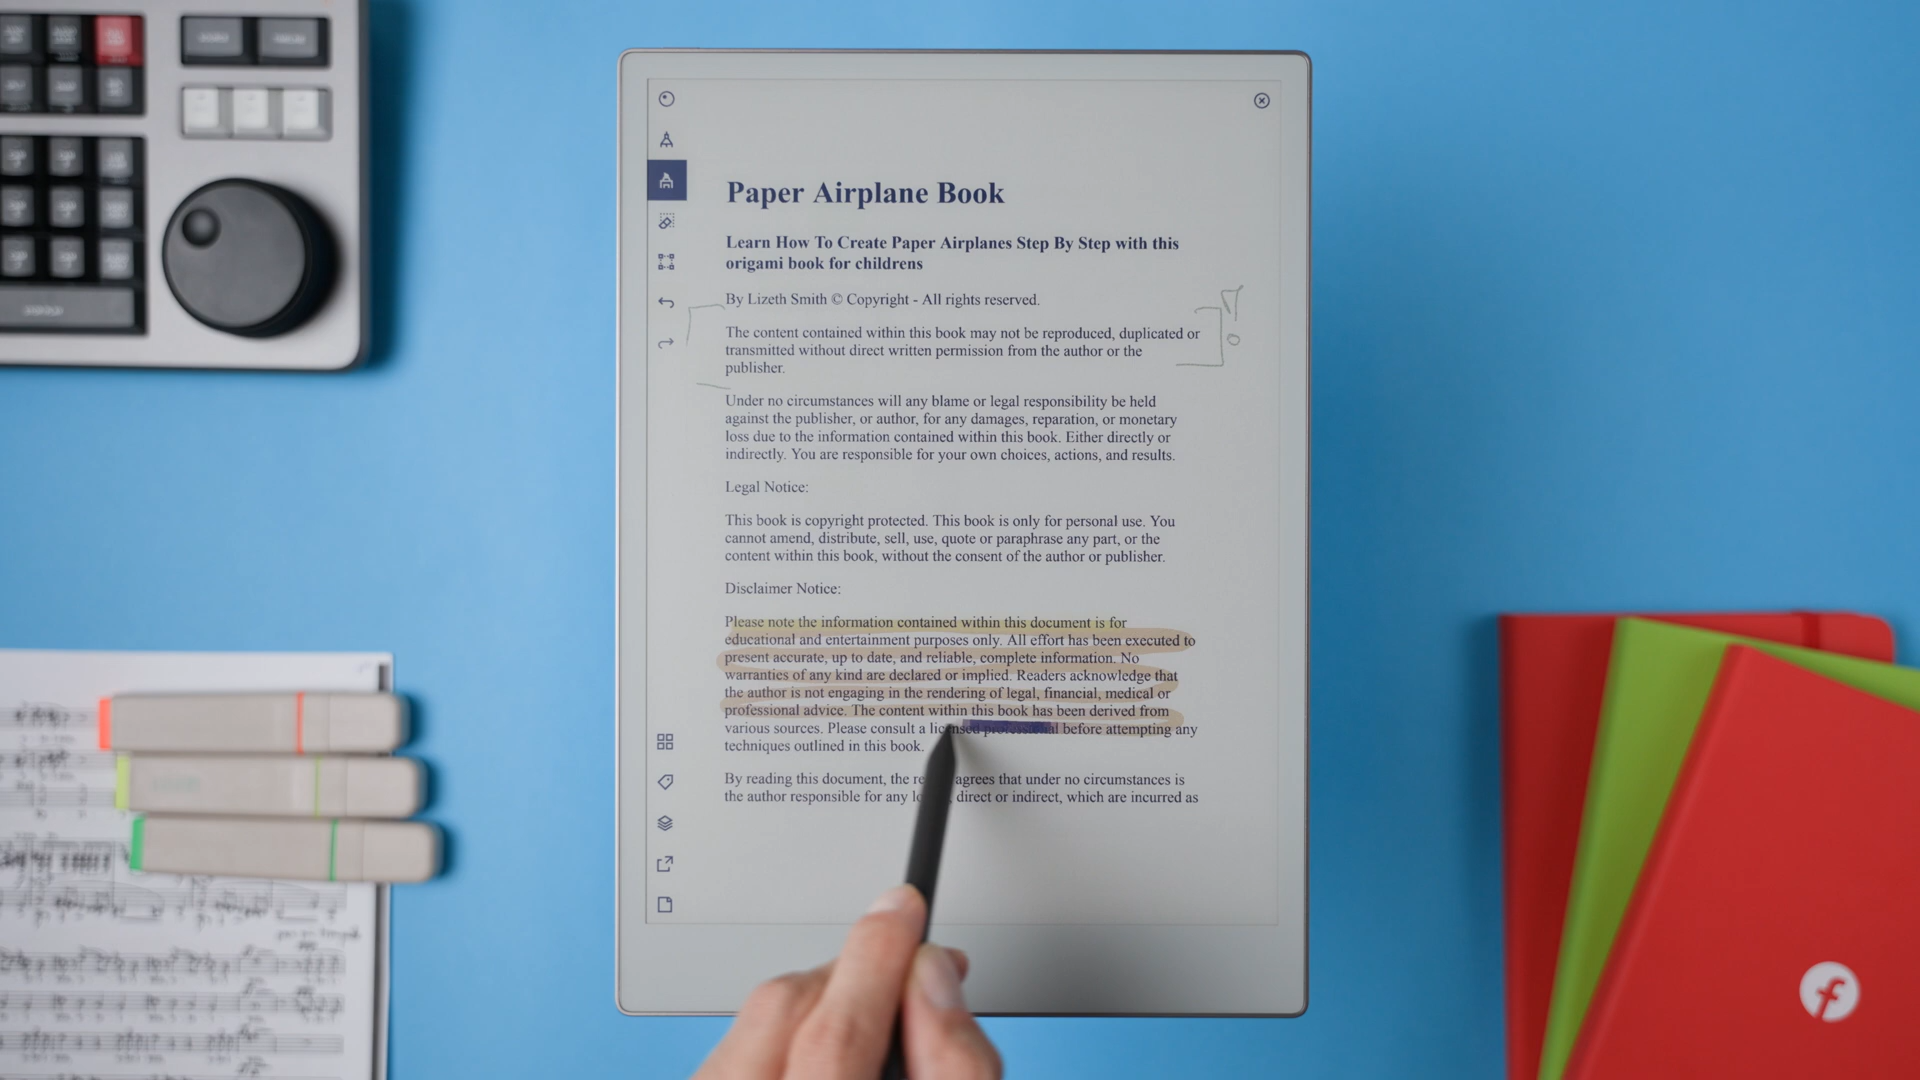 Paper Airplane Book
Learn How To Create Paper Airplanes Step By Step with this
origami book for childrens
By Lizeth Smith © Copyright - All rights reserved.
The content contained within this book may not be reproduced, duplicated or
transmitted without direct written permission from the author or the
publisher.
Under no circumstances will any blame or legal responsibility be held
against the publisher, or author, for any damages, reparation, or monetary
loss due to the information contained within this book. Either directly or
indirectly. You are responsible for your own choices, actions, and results.
Legal Notice:
This book is copyright protected. This book is only for personal use. You
cannot amend, distribute, sell, use, quote or paraphrase any part, or the
content within this book, without the consent of the author or publisher.
Disclaimer Notice:
Please note the information contained within this document is for
educational and entertainment purposes only. All effort has been executed to
present accurate, up to date, and reliable, complete information. No
warranties of any kind are declared or implied. Readers acknowledge that
the author is not engaging in the rendering of legal, financial, medical or
professional advice. The content within this book has been derived from
various sources. Please consult a licensed professional before attempting any
techniques outlined in this book.
By reading this document, the agrees that under no circumstances is
the author responsible for any direct or indirect, which are incurred as